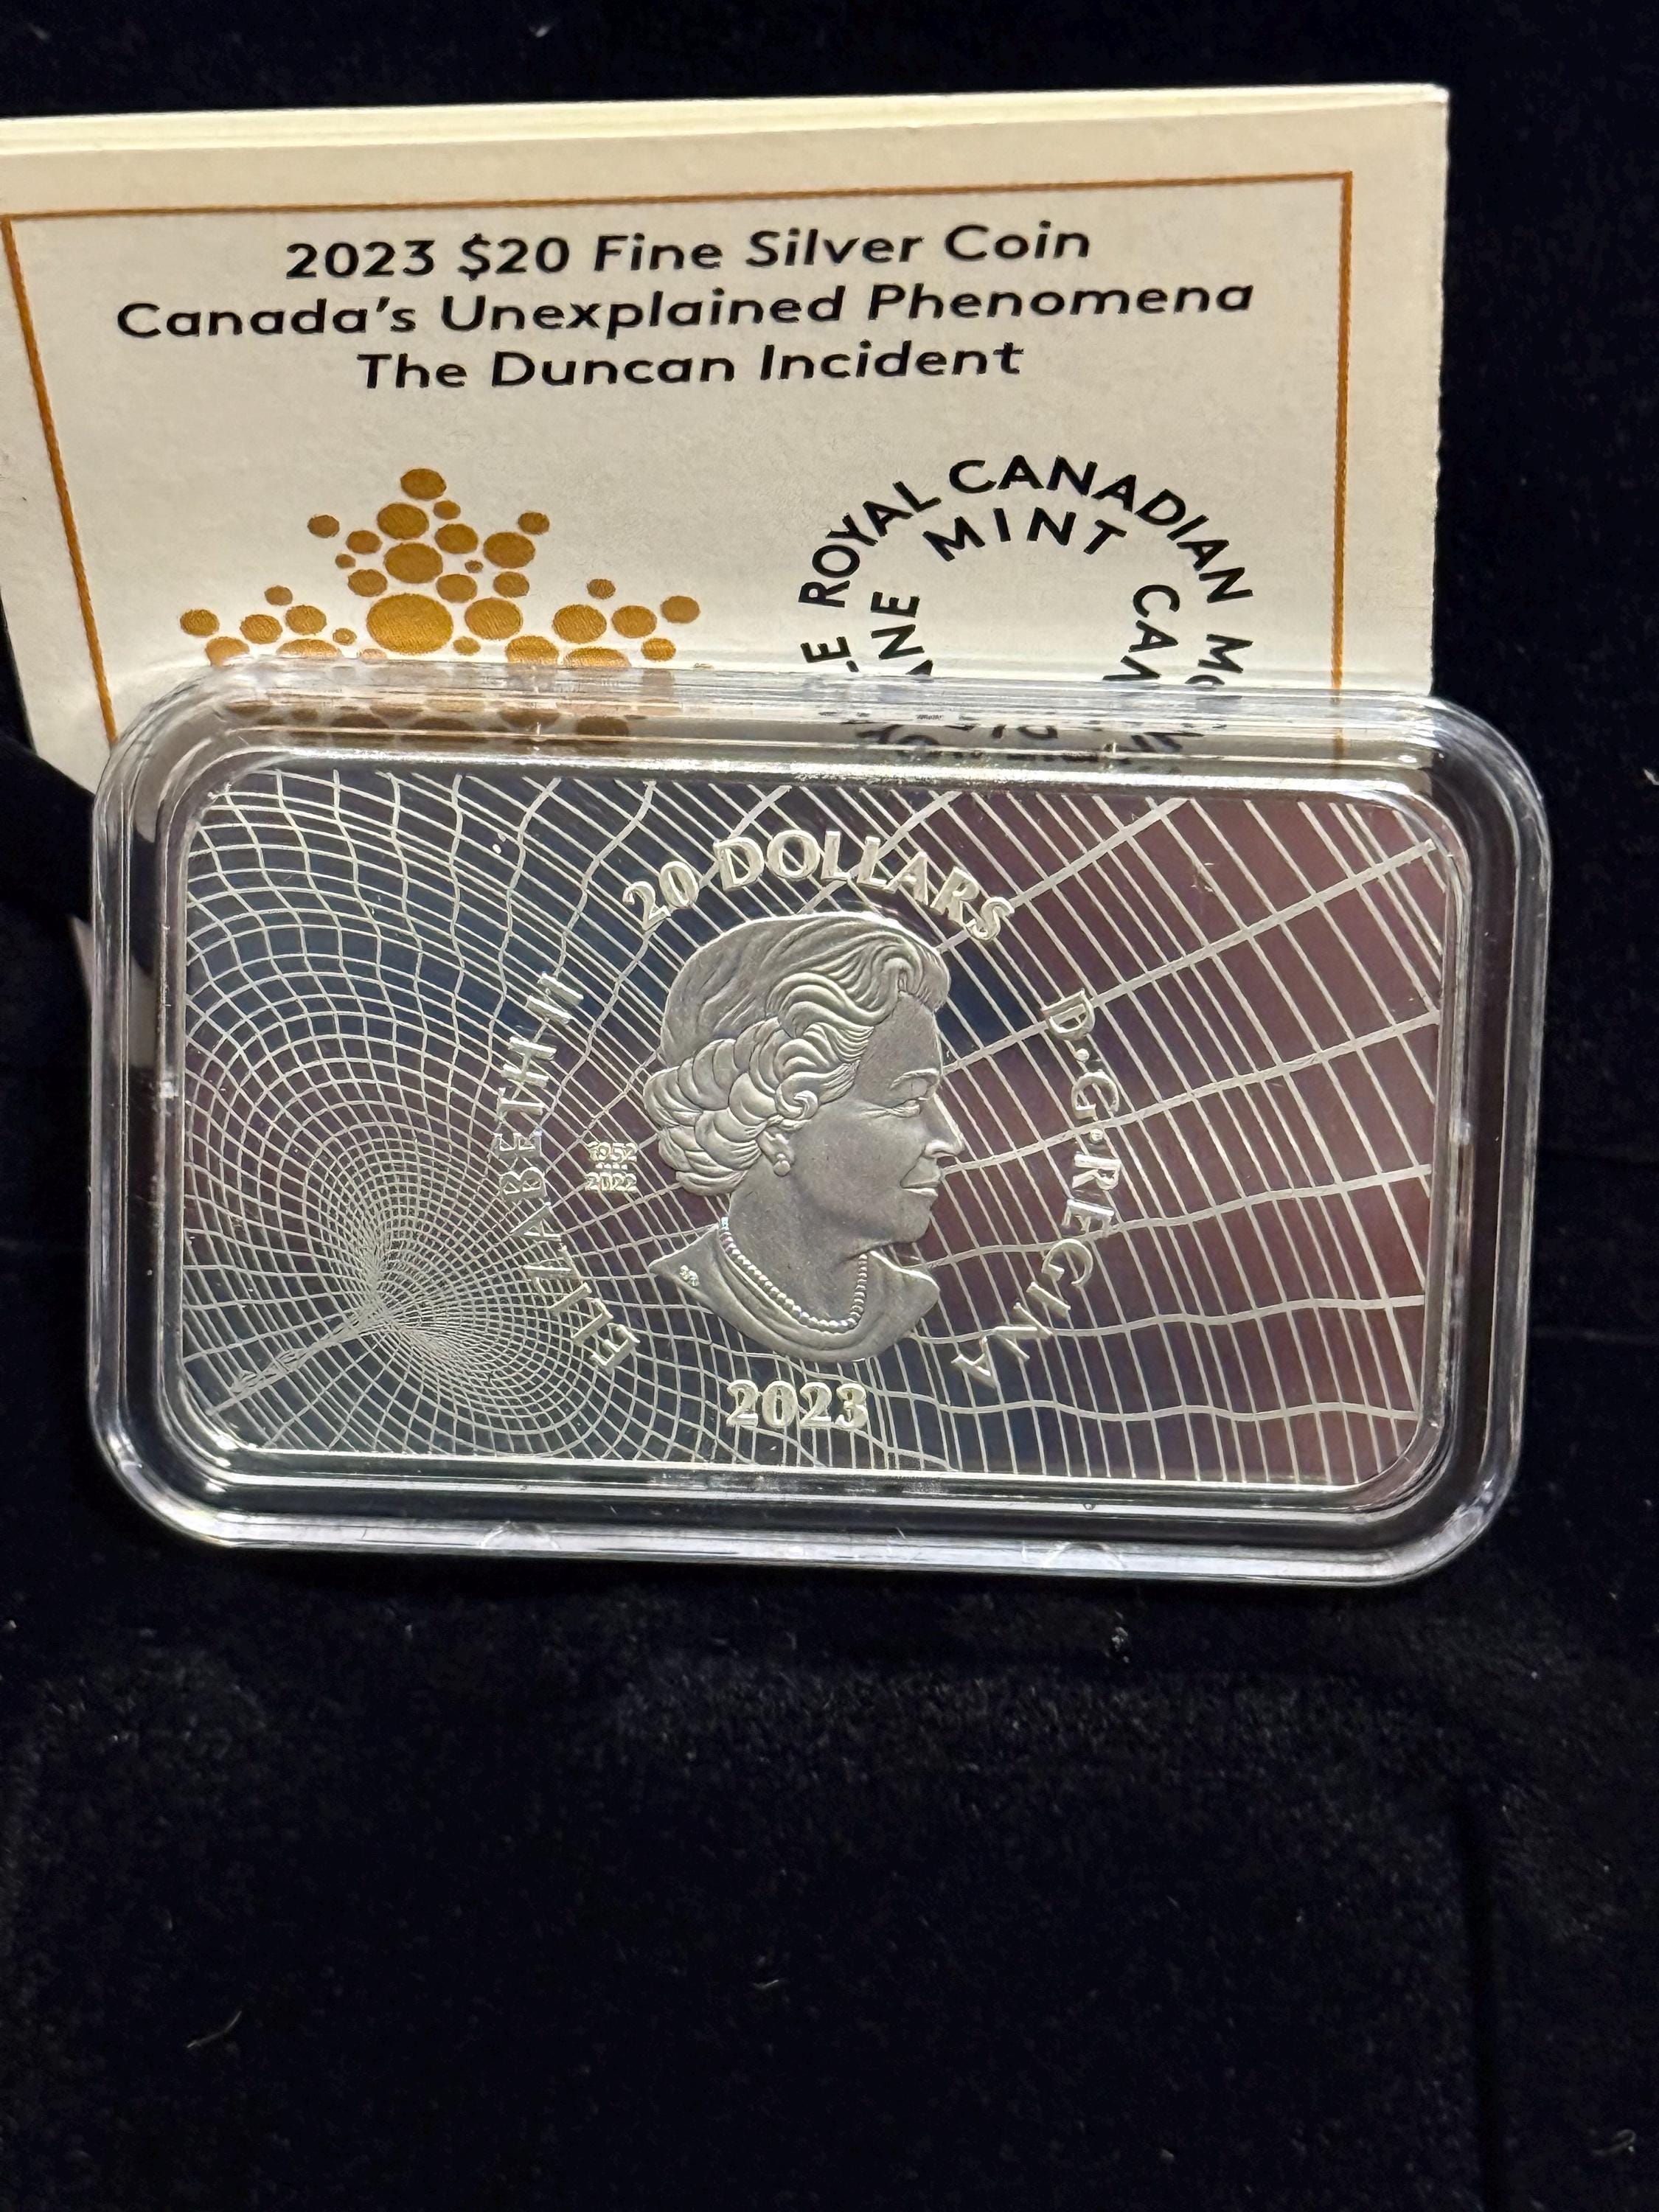 2023 $20 Fine Silver Coin
Canada's Unexplained Phenomena
The Duncan Incident
ROYAL CANADIAN
MINT
20 DOLLARS
ELIZABETH II
D•G•REGINA
1952
2022
2023